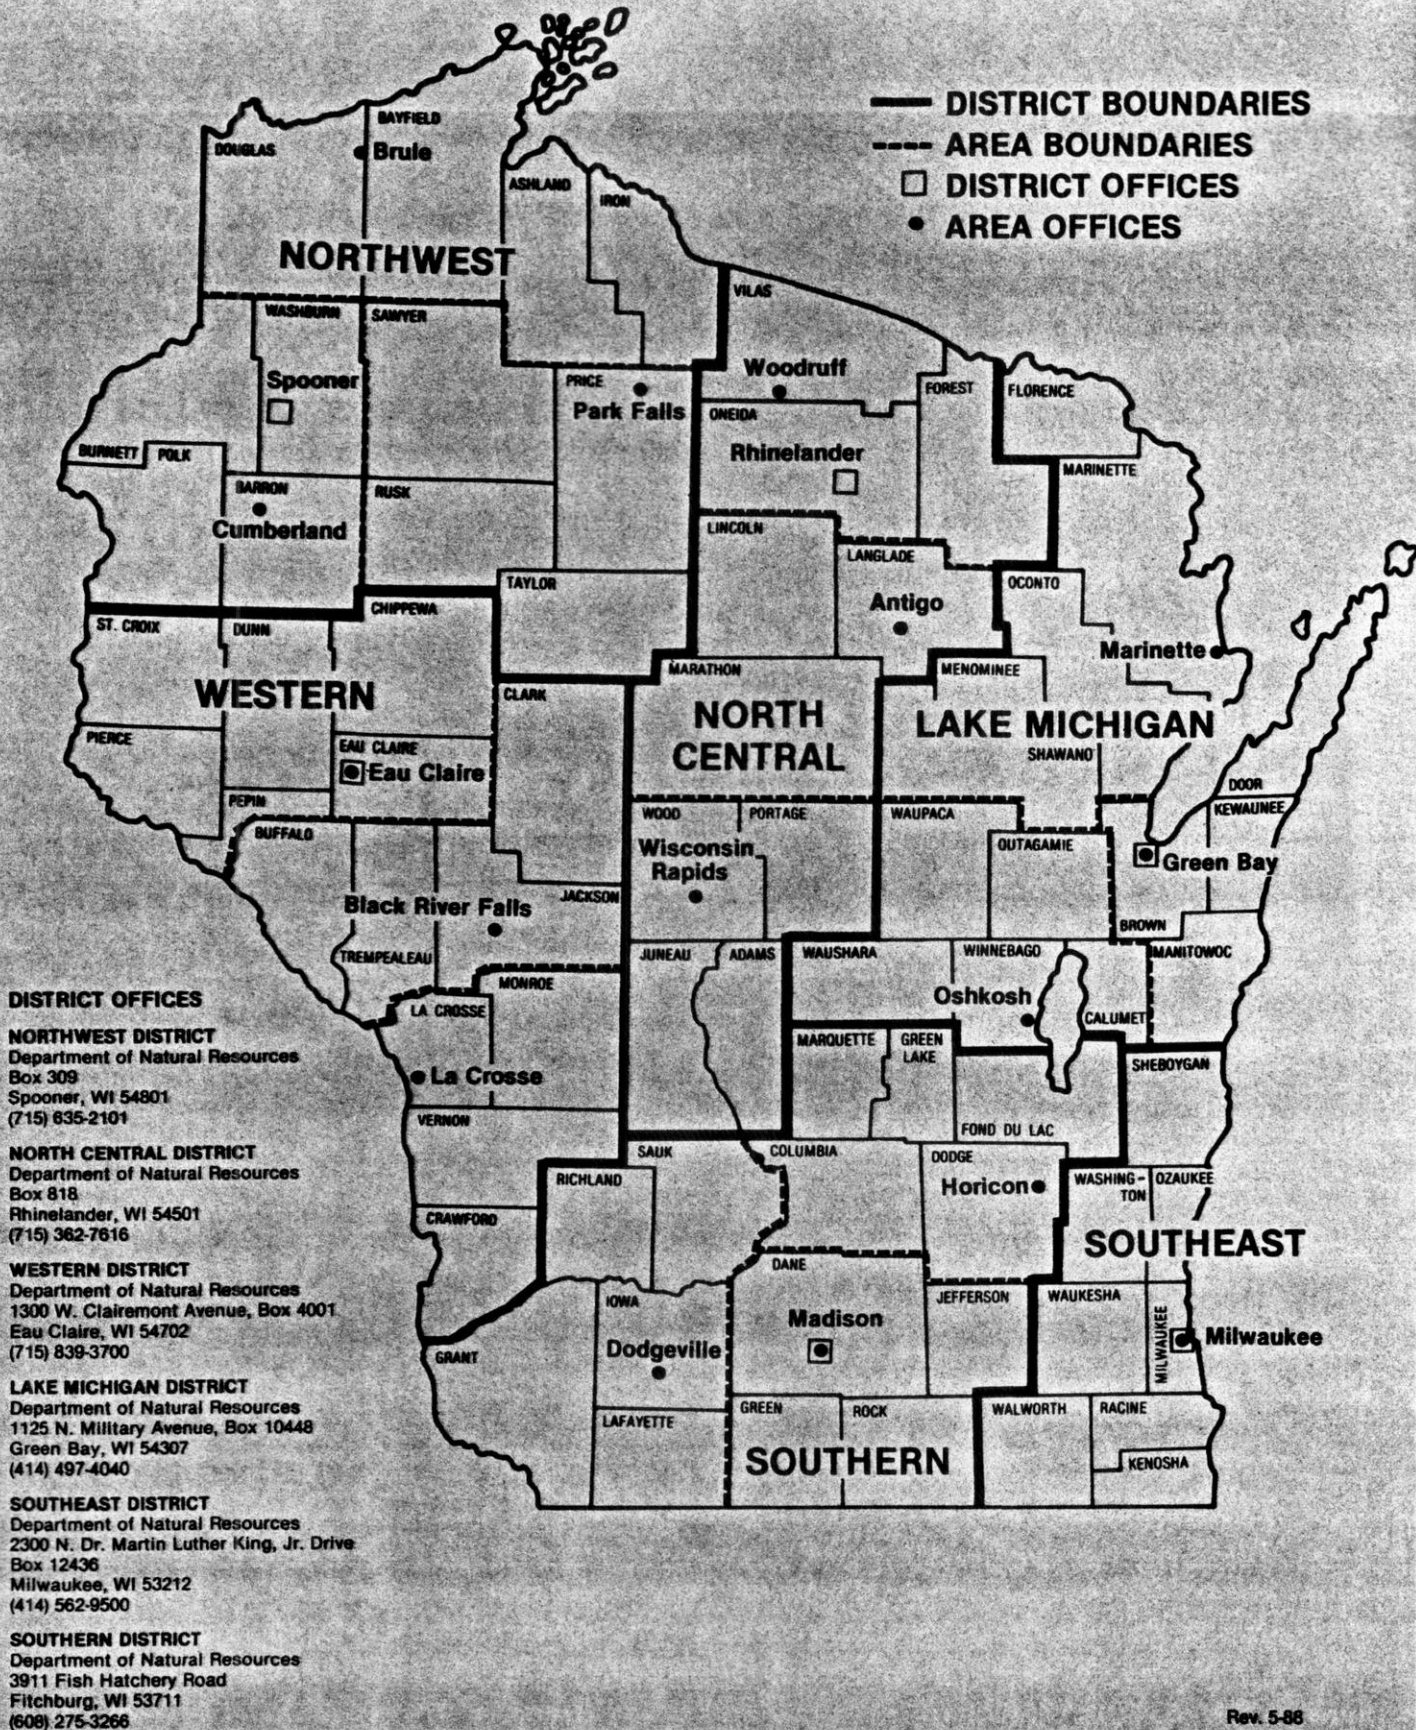 DISTRICT BOUNDARIES
AREA BOUNDARIES
DISTRICT OFFICES
AREA OFFICES
BAYFIELD
DOUGLAS
Brule
ASHLAND
IRON
NORTHWEST
VILAS
WASHBURN
SAWYER
Spooner
PRICE
Park Falls
Woodruff
FOREST
FLORENCE
ONEIDA
Rhinelander
BURNETT
POLK
MARINETTE
BARRON
RUSK
Cumberland
LINCOLN
LANGLADE
TAYLOR
OCONTO
CHIPPEWA
Antigo
ST. CROIX
DUNN
Marinette
MARATHON
MENOMINEE
WESTERN
CLARK
NORTH
CENTRAL
LAKE MICHIGAN
PIERCE
EAU CLAIRE
SHAWANO
Eau Claire
DOOR
PEPIN
KEWAUNEE
WOOD
PORTAGE
WAUPACA
BUFFALO
OUTAGAMIE
Wisconsin
Rapids
Green Bay
JACKSON
Black River Falls
BROWN
TREMPEALEAU
JUNEAU
ADAMS
WAUSHARA
WINNEBAGO
MANITOWOC
MONROE
Oshkosh
LA CROSSE
CALUMET
MARQUETTE
GREEN
LAKE
SHEBOYGAN
La Crosse
VERNON
FOND DU LAC
SAUK
COLUMBIA
DODGE
RICHLAND
Horicon
WASHING-
TON
OZAUKEE
CRAWFORD
SOUTHEAST
DANE
IOWA
JEFFERSON
WAUKESHA
MILWAUKEE
Madison
Milwaukee
Dodgeville
GRANT
LAFAYETTE
GREEN
ROCK
WALWORTH
RACINE
SOUTHERN
KENOSHA
DISTRICT OFFICES
NORTHWEST DISTRICT
Department of Natural Resources
Box 309
Spooner, WI 54801
(715) 635-2101
NORTH CENTRAL DISTRICT
Department of Natural Resources
Box 818
Rhinelander, WI 54501
(715) 362-7616
WESTERN DISTRICT
Department of Natural Resources
1300 W. Clairemont Avenue, Box 4001
Eau Claire, WI 54702
(715) 839-3700
LAKE MICHIGAN DISTRICT
Department of Natural Resources
1125 N. Military Avenue, Box 10448
Green Bay, WI 54307
(414) 497-4040
SOUTHEAST DISTRICT
Department of Natural Resources
2300 N. Dr. Martin Luther King, Jr. Drive
Box 12436
Milwaukee, WI 53212
(414) 562-9500
SOUTHERN DISTRICT
Department of Natural Resources
3911 Fish Hatchery Road
Fitchburg, WI 53711
(608) 275-3266
Rev. 5-88